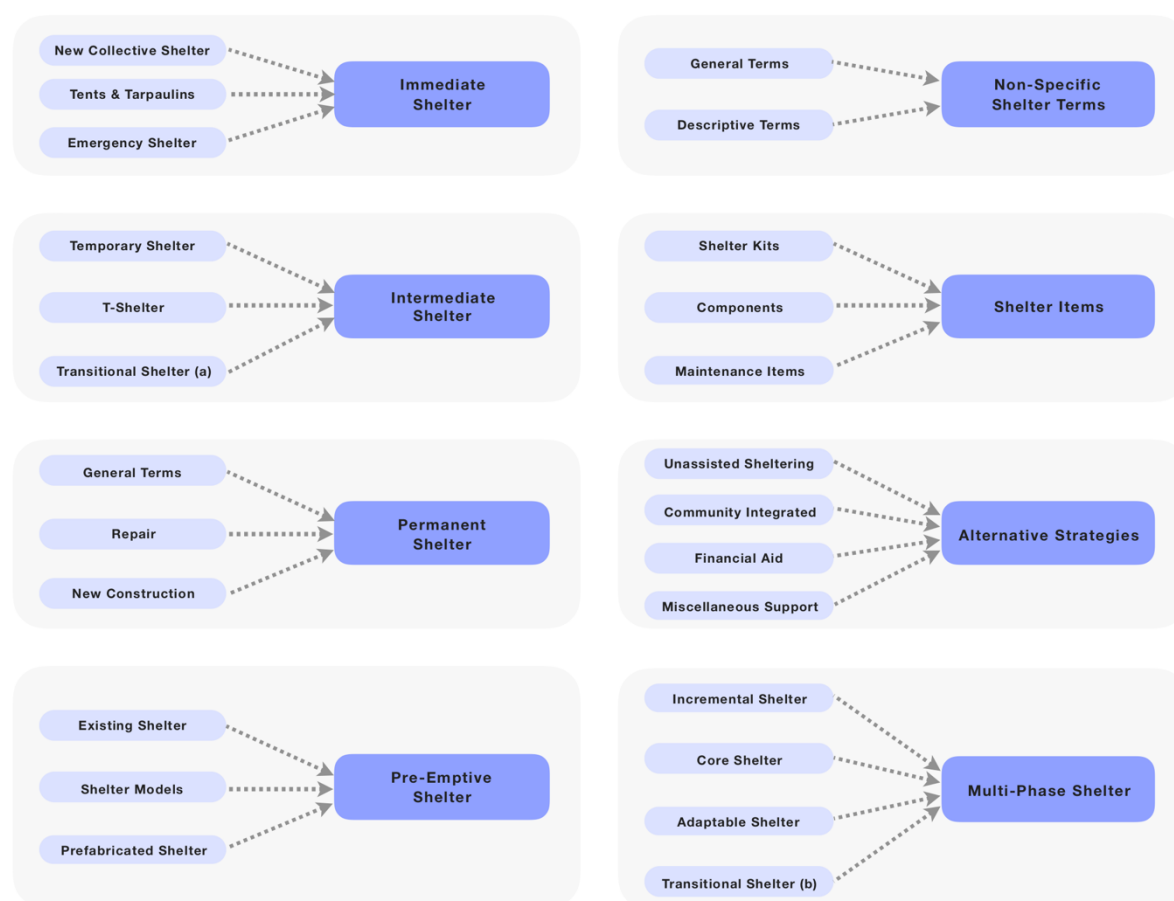 New Collective Shelter
Tents & Tarpaulins
Emergency Shelter
Immediate
Shelter
General Terms
Descriptive Terms
Non-Specific
Shelter Terms
Temporary Shelter
T-Shelter
Transitional Shelter (a)
Intermediate
Shelter
Shelter Kits
Components
Maintenance Items
Shelter Items
General Terms
Repair
New Construction
Permanent
Shelter
Unassisted Sheltering
Community Integrated
Financial Aid
Miscellaneous Support
Alternative Strategies
Existing Shelter
Shelter Models
Prefabricated Shelter
Pre-Emptive
Shelter
Incremental Shelter
Core Shelter
Adaptable Shelter
Transitional Shelter (b)
Multi-Phase Shelter